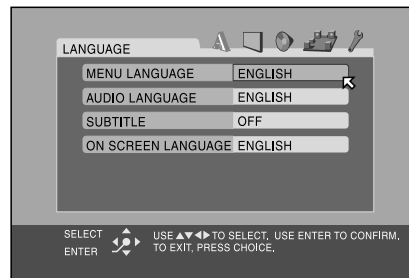 LANGUAGE
MENU LANGUAGE ENGLISH
AUDIO LANGUAGE ENGLISH
SUBTITLE OFF
ON SCREEN LANGUAGE ENGLISH
SELECT
ENTER
USE ▲▼◀▶ TO SELECT, USE ENTER TO CONFIRM.
TO EXIT, PRESS CHOICE.